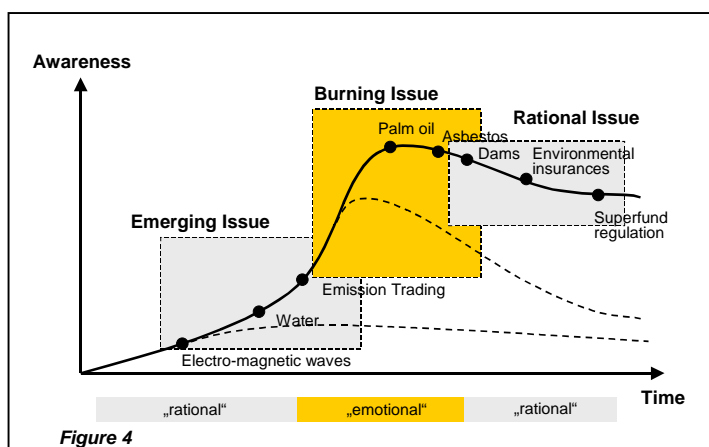 Awareness
Burning Issue
Rational Issue
Palm oil
Asbestos
Dams
Environmental
insurances
Emerging Issue
Superfund
regulation
Emission Trading
Water
Electro-magnetic waves
Time
„rational“
„emotional“
„rational“
Figure 4